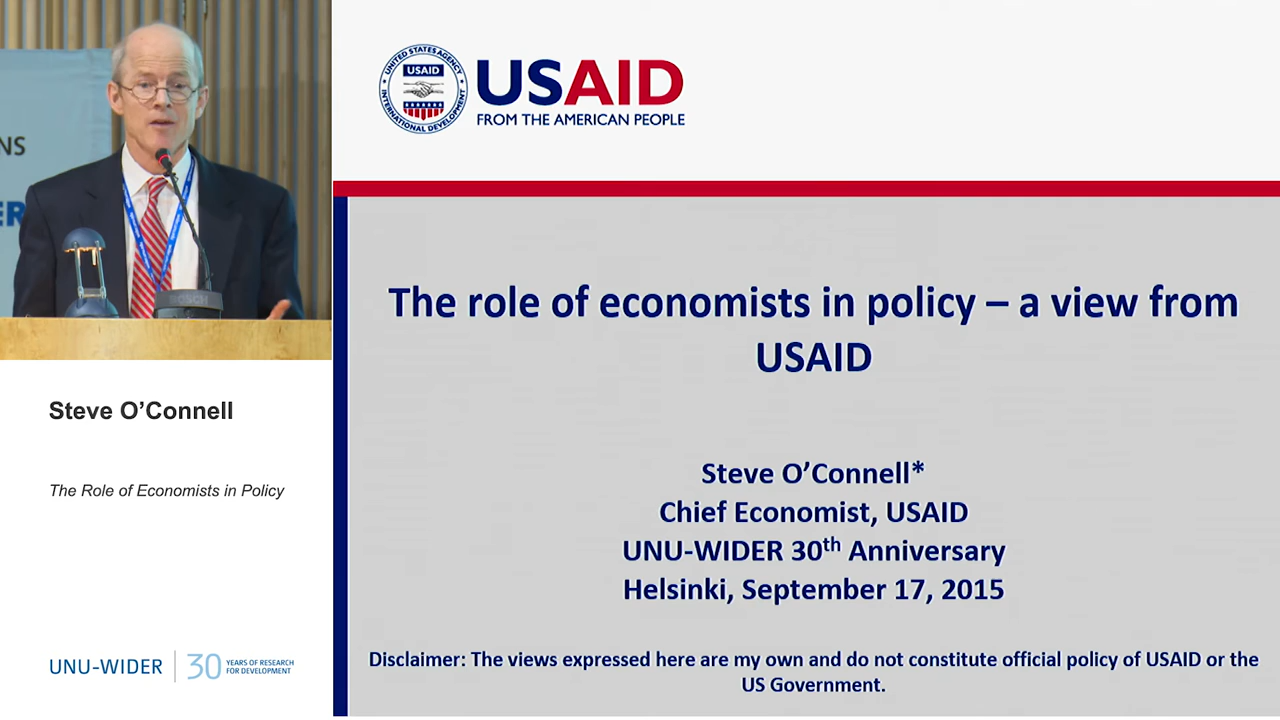 NS
ER
BOSCH
Steve O’Connell
The Role of Economists in Policy
UNU-WIDER
30 YEARS OF RESEARCH
FOR DEVELOPMENT
UNITED STATES AGENCY
USAID
INTERNATIONAL DEVELOPMENT
USAID
FROM THE AMERICAN PEOPLE
The role of economists in policy – a view from
USAID
Steve O’Connell*
Chief Economist, USAID
UNU-WIDER 30th Anniversary
Helsinki, September 17, 2015
Disclaimer: The views expressed here are my own and do not constitute official policy of USAID or the
US Government.